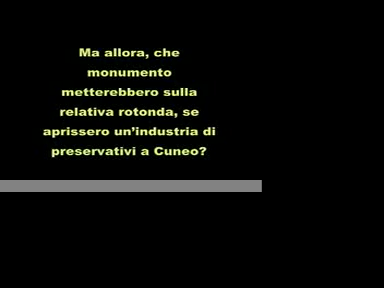 Ma allora, che
monumento
metterebbero sulla
relativa rotonda, se
aprissero un'industria di
preservativi a Cuneo?